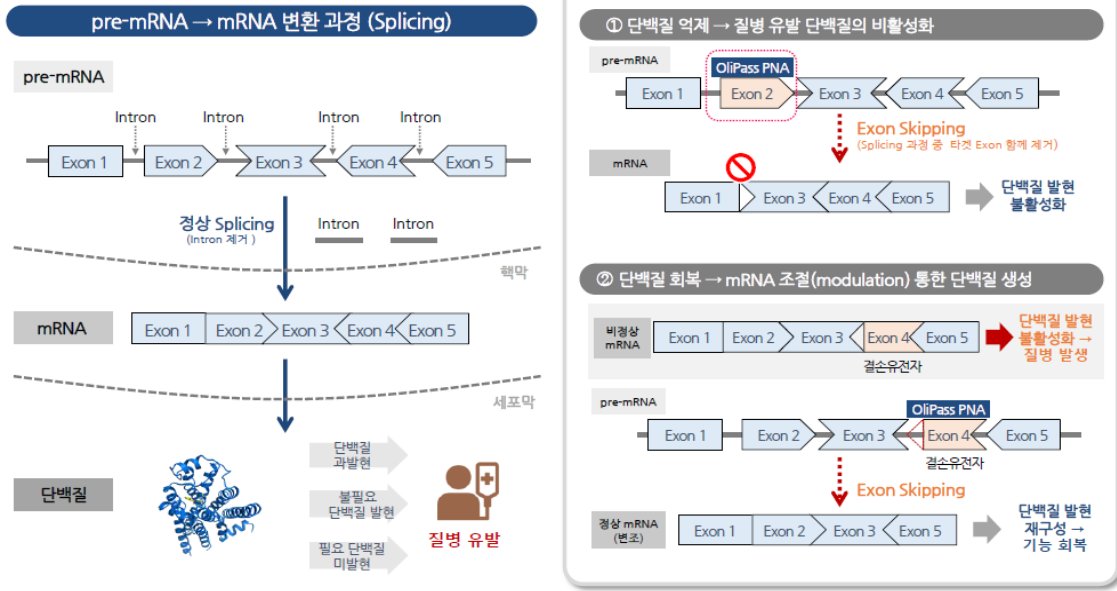 pre-mRNA → mRNA 변환 과정 (Splicing)
pre-mRNA
Intron Intron Intron Intron
Exon 1 Exon 2 Exon 3 Exon 4 Exon 5
정상 Splicing
(Intron 제거 )
Intron Intron
핵막
mRNA
Exon 1 Exon 2 Exon 3 Exon 4 Exon 5
세포막
단백질
단백질
과발현
불필요
단백질 발현
필요 단백질
미발현
질병 유발
① 단백질 억제 → 질병 유발 단백질의 비활성화
pre-mRNA
OliPass PNA
Exon 1 Exon 2 Exon 3 Exon 4 Exon 5
Exon Skipping
(Splicing 과정 중 타겟 Exon 함께 제거)
mRNA
Exon 1 Exon 3 Exon 4 Exon 5
단백질 발현
불활성화
② 단백질 회복 → mRNA 조절(modulation) 통한 단백질 생성
비정상
mRNA
Exon 1 Exon 2 Exon 3 Exon 4 Exon 5
결손유전자
단백질 발현
불활성화 →
질병 발생
pre-mRNA
OliPass PNA
Exon 1 Exon 2 Exon 3 Exon 4 Exon 5
결손유전자
Exon Skipping
정상 mRNA
(변조)
Exon 1 Exon 2 Exon 3 Exon 5
단백질 발현
재구성 →
기능 회복